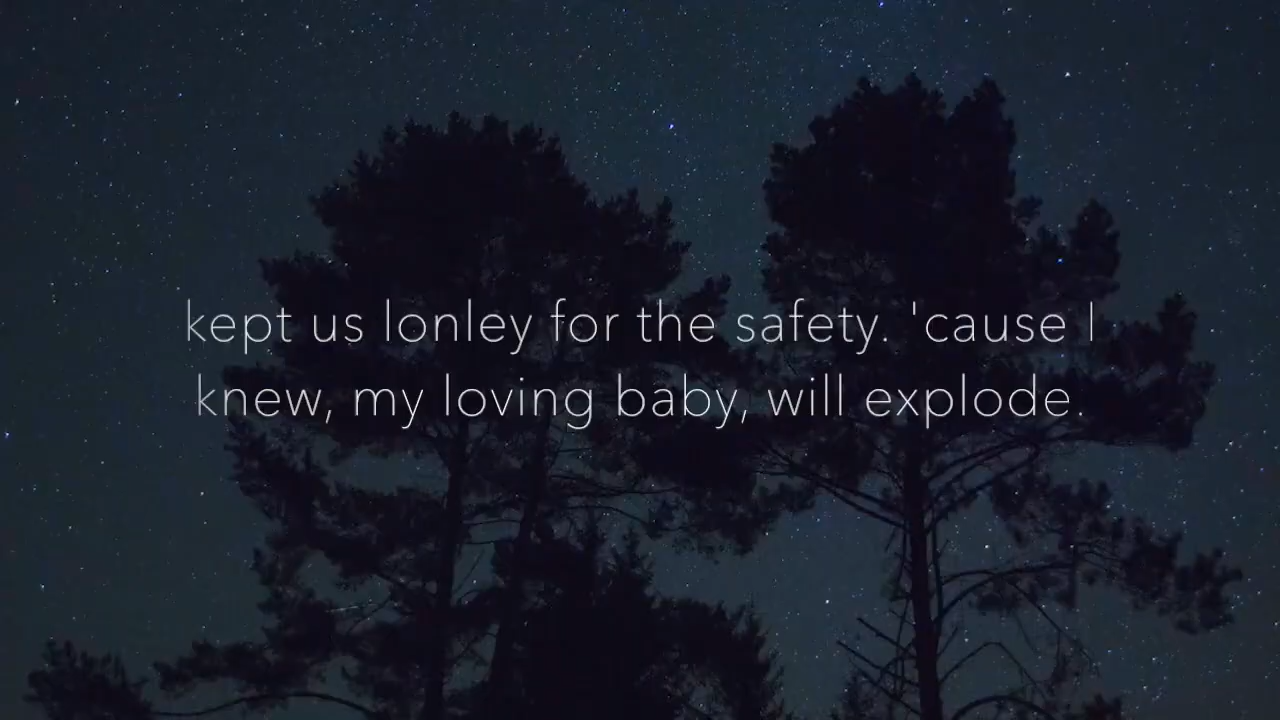 kept us lonley for the safety. 'cause I
knew, my loving baby, will explode.